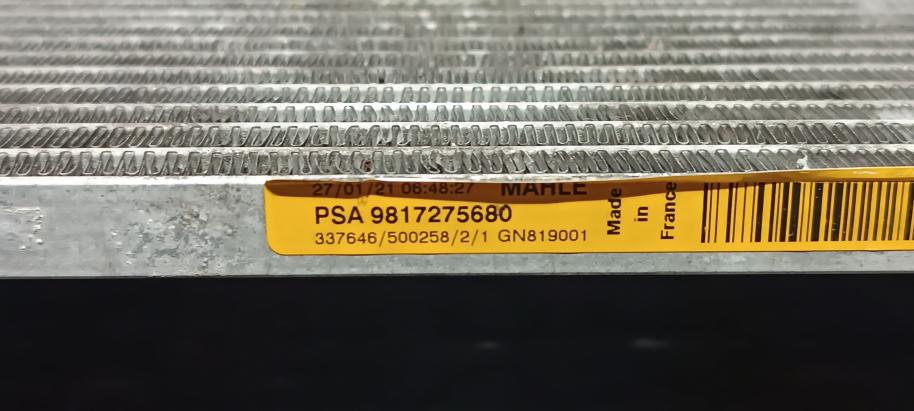 27/01/21 06:48:27 MAHLE
PSA 9817275680
337646/500258/2/1 GN819001
Made
in
France